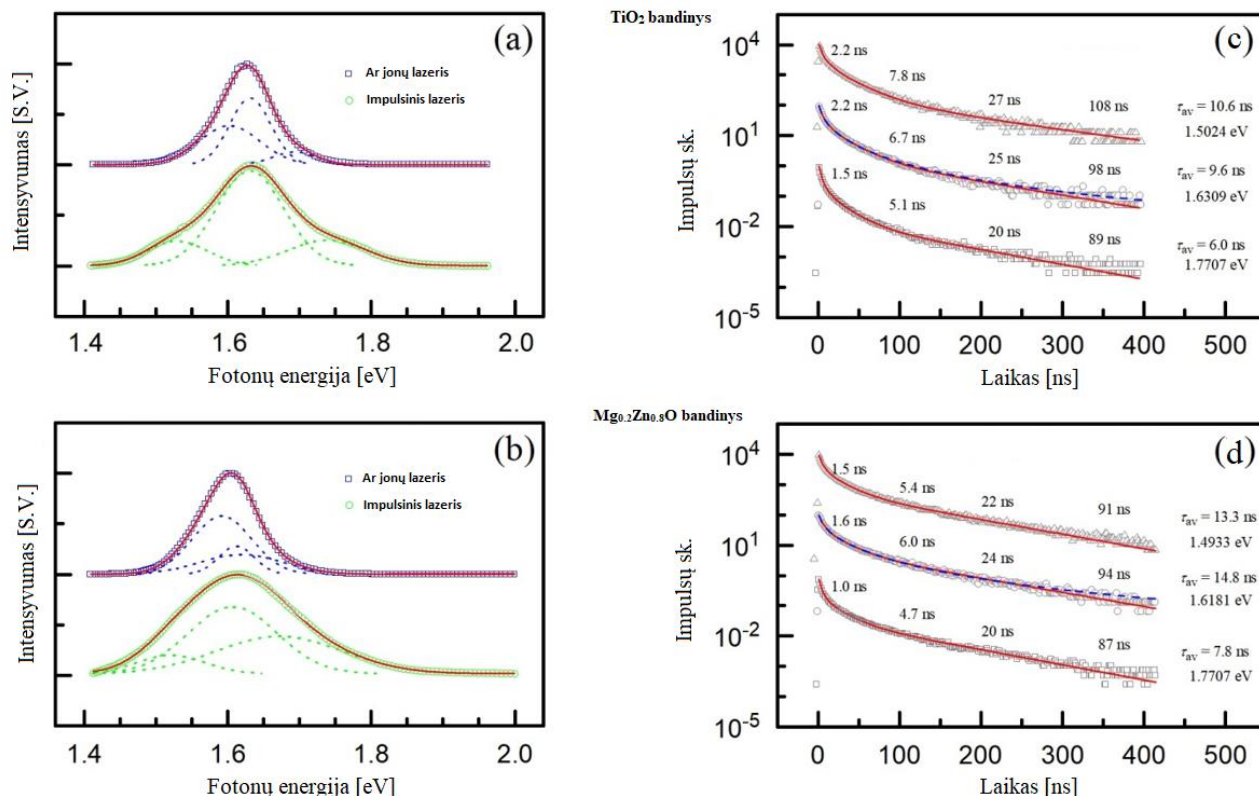 TiO₂ bandinys
(a)
Intensyvumas [S.V.]
Ar jonų lazeris
Impulsinis lazeris
1.4 1.6 1.8 2.0
Fotonų energija [eV]
(c)
Impulsų sk.
10⁴
10¹
10⁻²
10⁻⁵
2.2 ns 7.8 ns 27 ns 108 ns
τav = 10.6 ns
1.5024 eV
2.2 ns 6.7 ns 25 ns 98 ns
τav = 9.6 ns
1.6309 eV
1.5 ns 5.1 ns 20 ns 89 ns
τav = 6.0 ns
1.7707 eV
0 100 200 300 400 500
Laikas [ns]
Mg₀.₂Zn₀.₈O bandinys
(b)
Intensyvumas [S.V.]
Ar jonų lazeris
Impulsinis lazeris
1.4 1.6 1.8 2.0
Fotonų energija [eV]
(d)
Impulsų sk.
10⁴
10¹
10⁻²
10⁻⁵
1.5 ns 5.4 ns 22 ns 91 ns
τav = 13.3 ns
1.4933 eV
1.6 ns 6.0 ns 24 ns 94 ns
τav = 14.8 ns
1.6181 eV
1.0 ns 4.7 ns 20 ns 87 ns
τav = 7.8 ns
1.7707 eV
0 100 200 300 400 500
Laikas [ns]